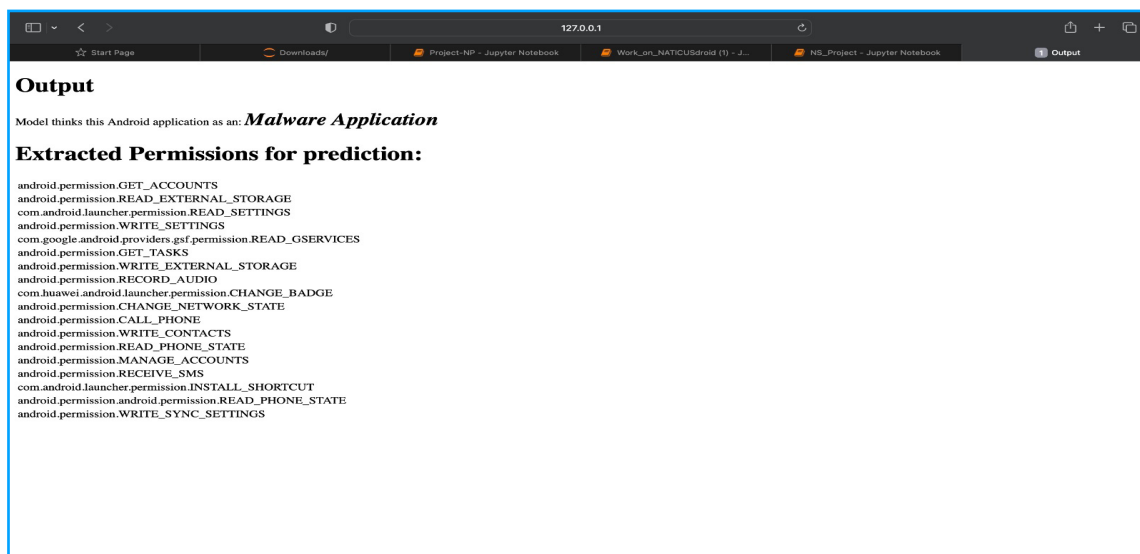 127.0.0.1
Start Page
Downloads/
Project-NP - Jupyter Notebook
Work_on_NATICUSdroid (1) - J...
NS_Project - Jupyter Notebook
1 Output
Output
Model thinks this Android application as an: Malware Application
Extracted Permissions for prediction:
android.permission.GET_ACCOUNTS
android.permission.READ_EXTERNAL_STORAGE
com.android.launcher.permission.READ_SETTINGS
android.permission.WRITE_SETTINGS
com.google.android.providers.gsf.permission.READ_GSERVICES
android.permission.GET_TASKS
android.permission.WRITE_EXTERNAL_STORAGE
android.permission.RECORD_AUDIO
com.huawei.android.launcher.permission.CHANGE_BADGE
android.permission.CHANGE_NETWORK_STATE
android.permission.CALL_PHONE
android.permission.WRITE_CONTACTS
android.permission.READ_PHONE_STATE
android.permission.MANAGE_ACCOUNTS
android.permission.RECEIVE_SMS
com.android.launcher.permission.INSTALL_SHORTCUT
android.permission.android.permission.READ_PHONE_STATE
android.permission.WRITE_SYNC_SETTINGS